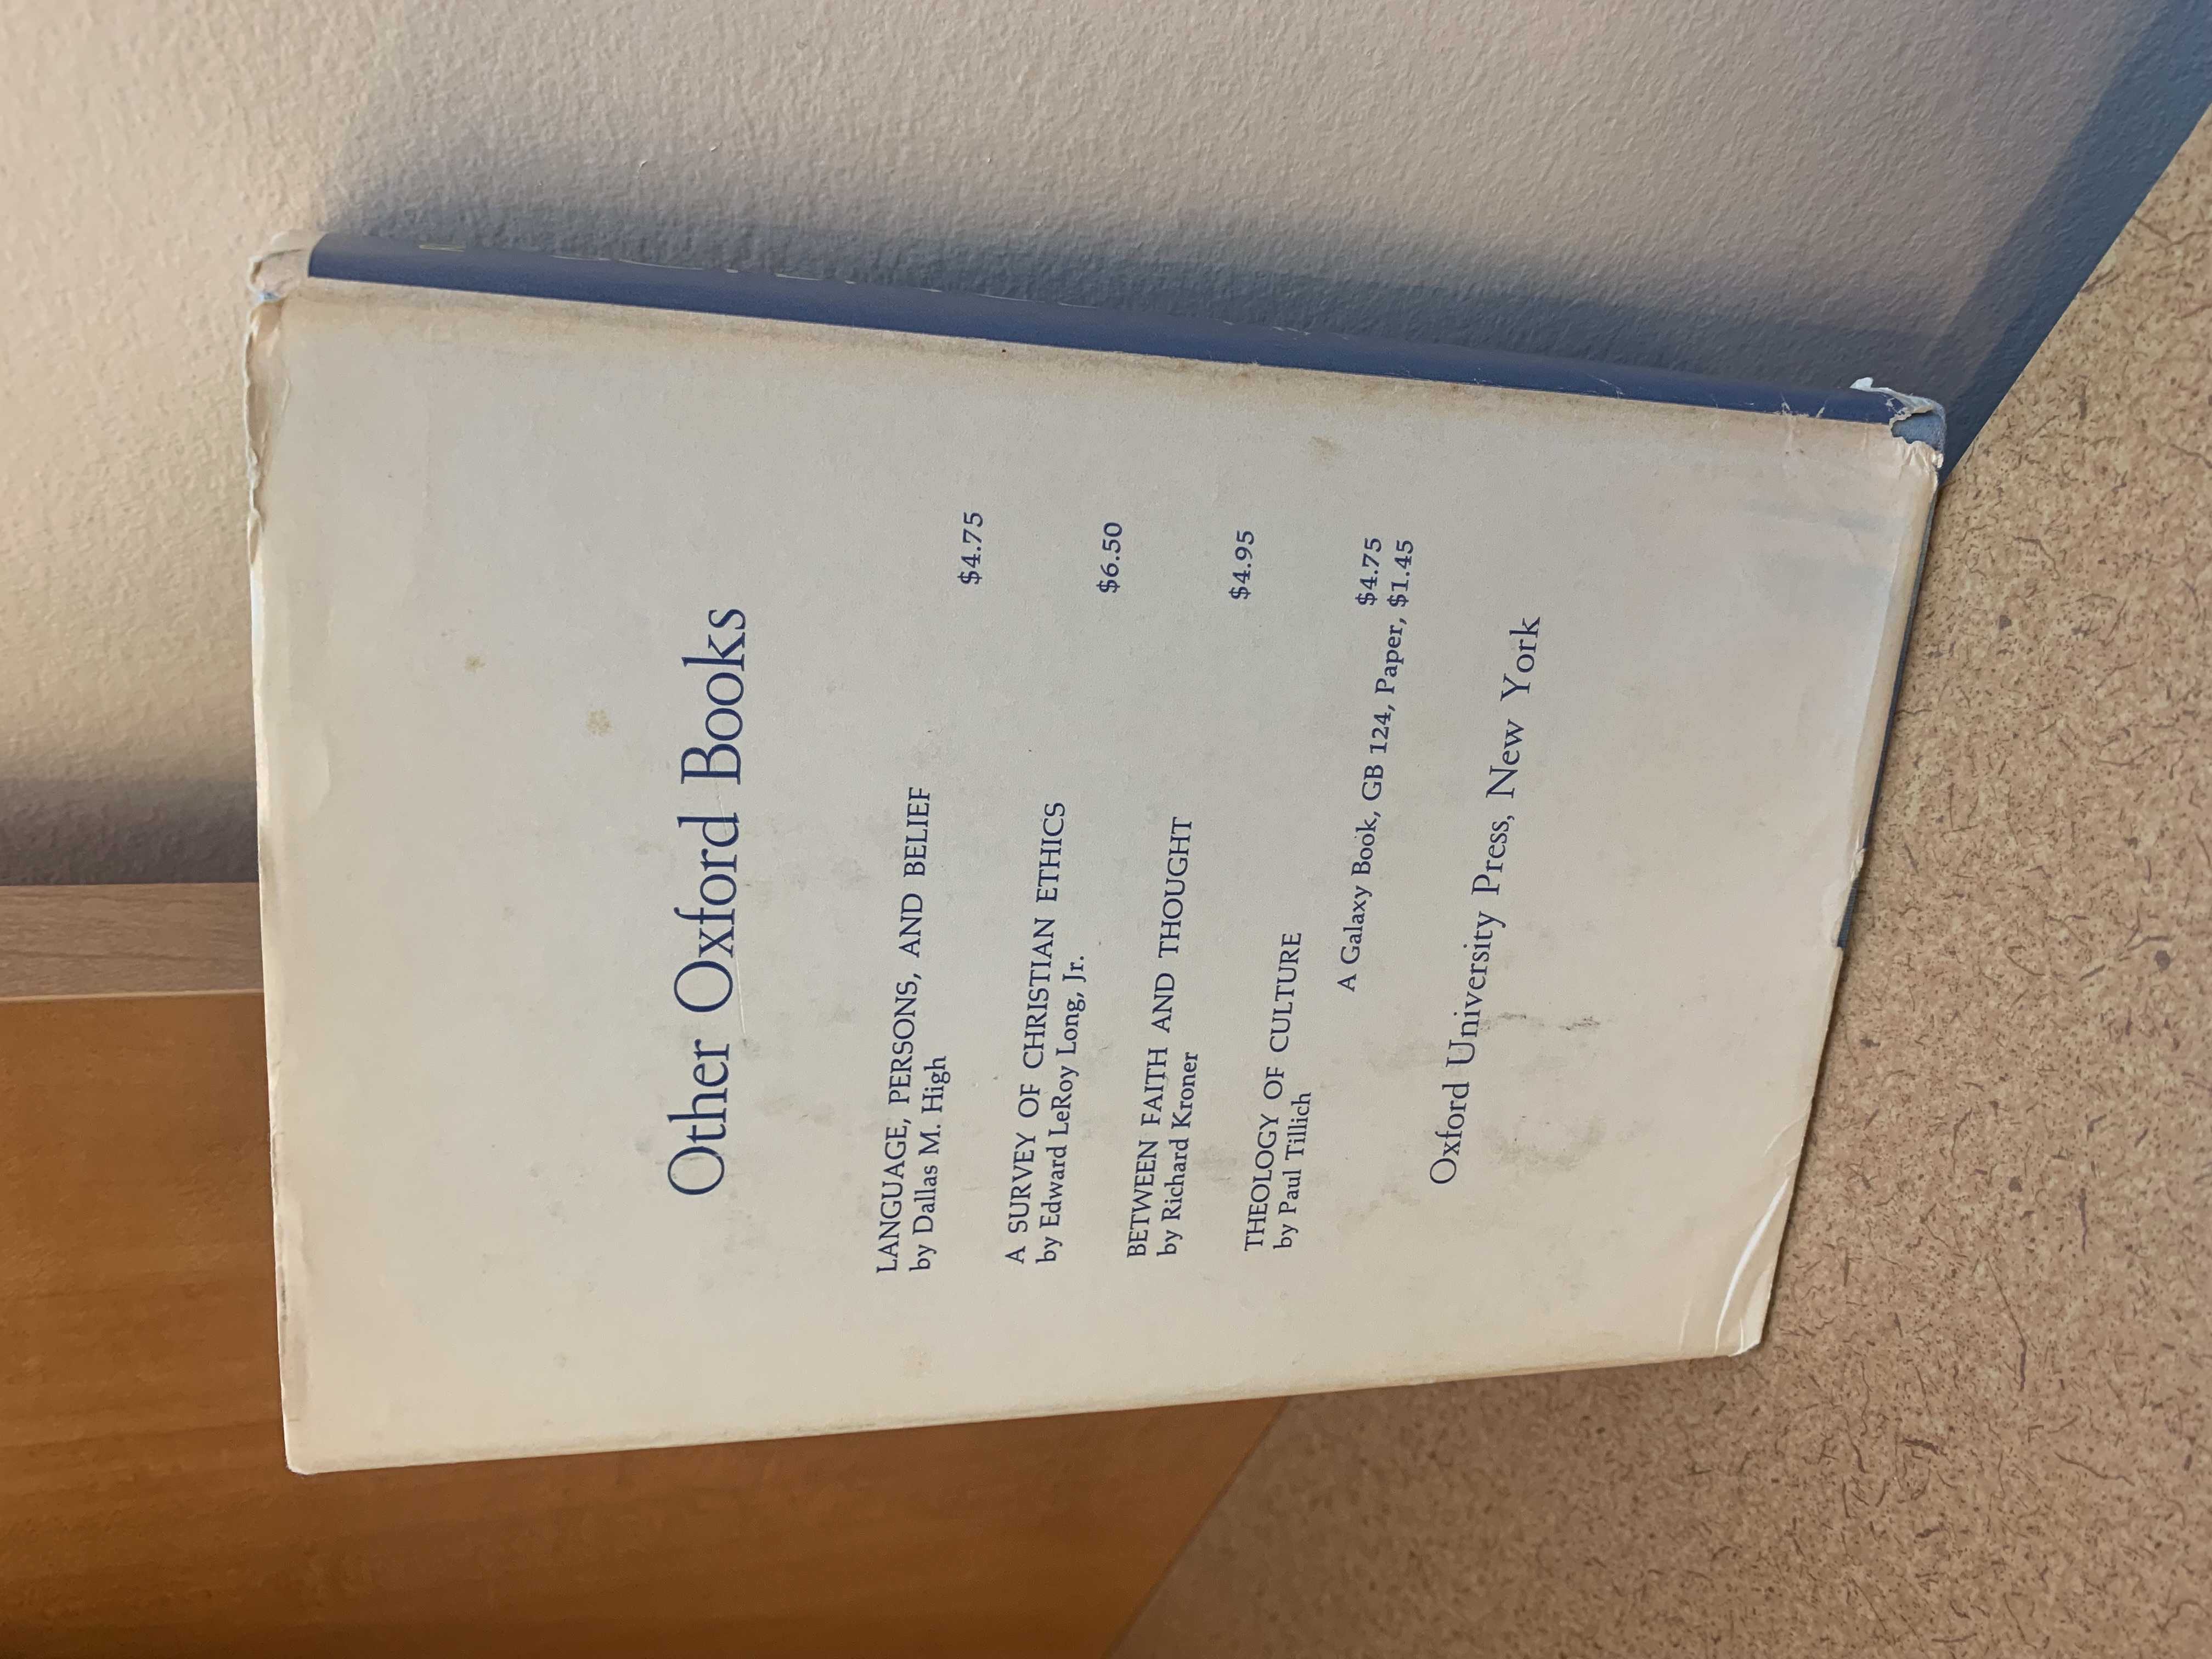 Other Oxford Books
LANGUAGE, PERSONS, AND BELIEF
by Dallas M. High
$4.75
A SURVEY OF CHRISTIAN ETHICS
by Edward LeRoy Long, Jr.
$6.50
BETWEEN FAITH AND THOUGHT
by Richard Kroner
$4.95
THEOLOGY OF CULTURE
by Paul Tillich
$4.75
A Galaxy Book, GB 124, Paper, $1.45
Oxford University Press, New York